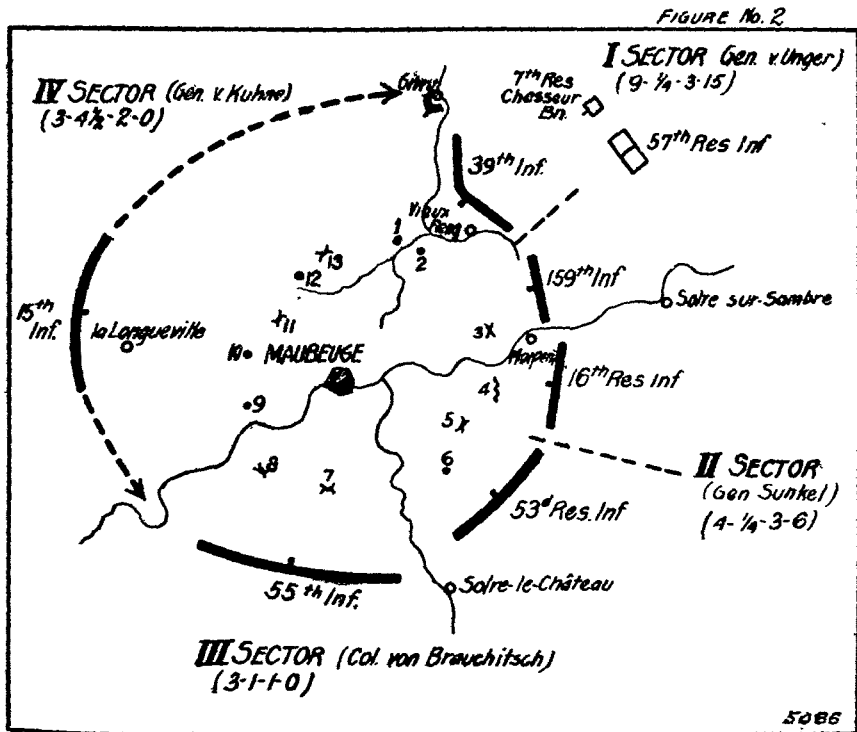 FIGURE No. 2
I SECTOR Gen. v. Unger)
(9-¼-3-15)
7th Res
Chasseur
Bn.
57th Res Inf
IV SECTOR (Gen. v. Kuhne)
(3-4½-2-0)
39th Inf.
Vieux
Reng
1
2
13
12
159th Inf
Solre sur-Sambre
15th
Inf.
la Longueville
11
10
MAUBEUGE
3
4
16th Res Inf
9
5
6
8
7
II SECTOR
(Gen Sunkel)
(4-¼-3-6)
53d Res. Inf
55th Inf.
Solre-le-Château
III SECTOR (Col. von Brauchitsch)
(3-1-1-0)
5086